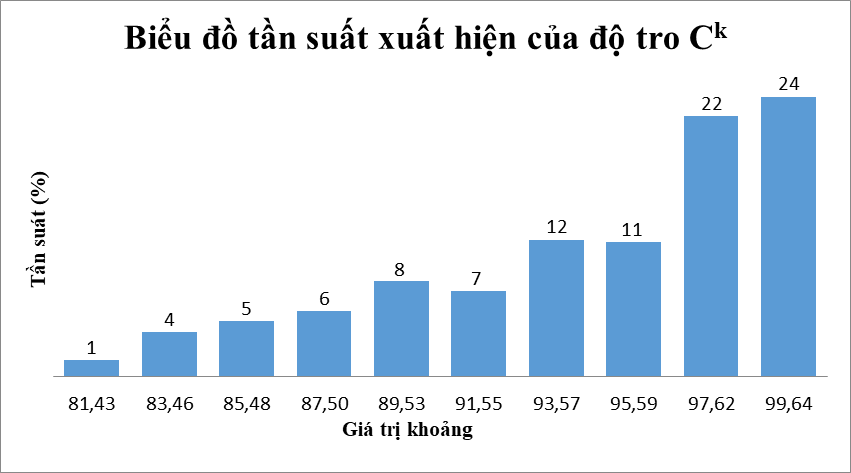 Biểu đồ tần suất xuất hiện của độ tro Cᵏ
24
22
12
11
8
7
6
5
4
1
Tần suát (%)
81,43 83,46 85,48 87,50 89,53 91,55 93,57 95,59 97,62 99,64
Giá trị khoảng